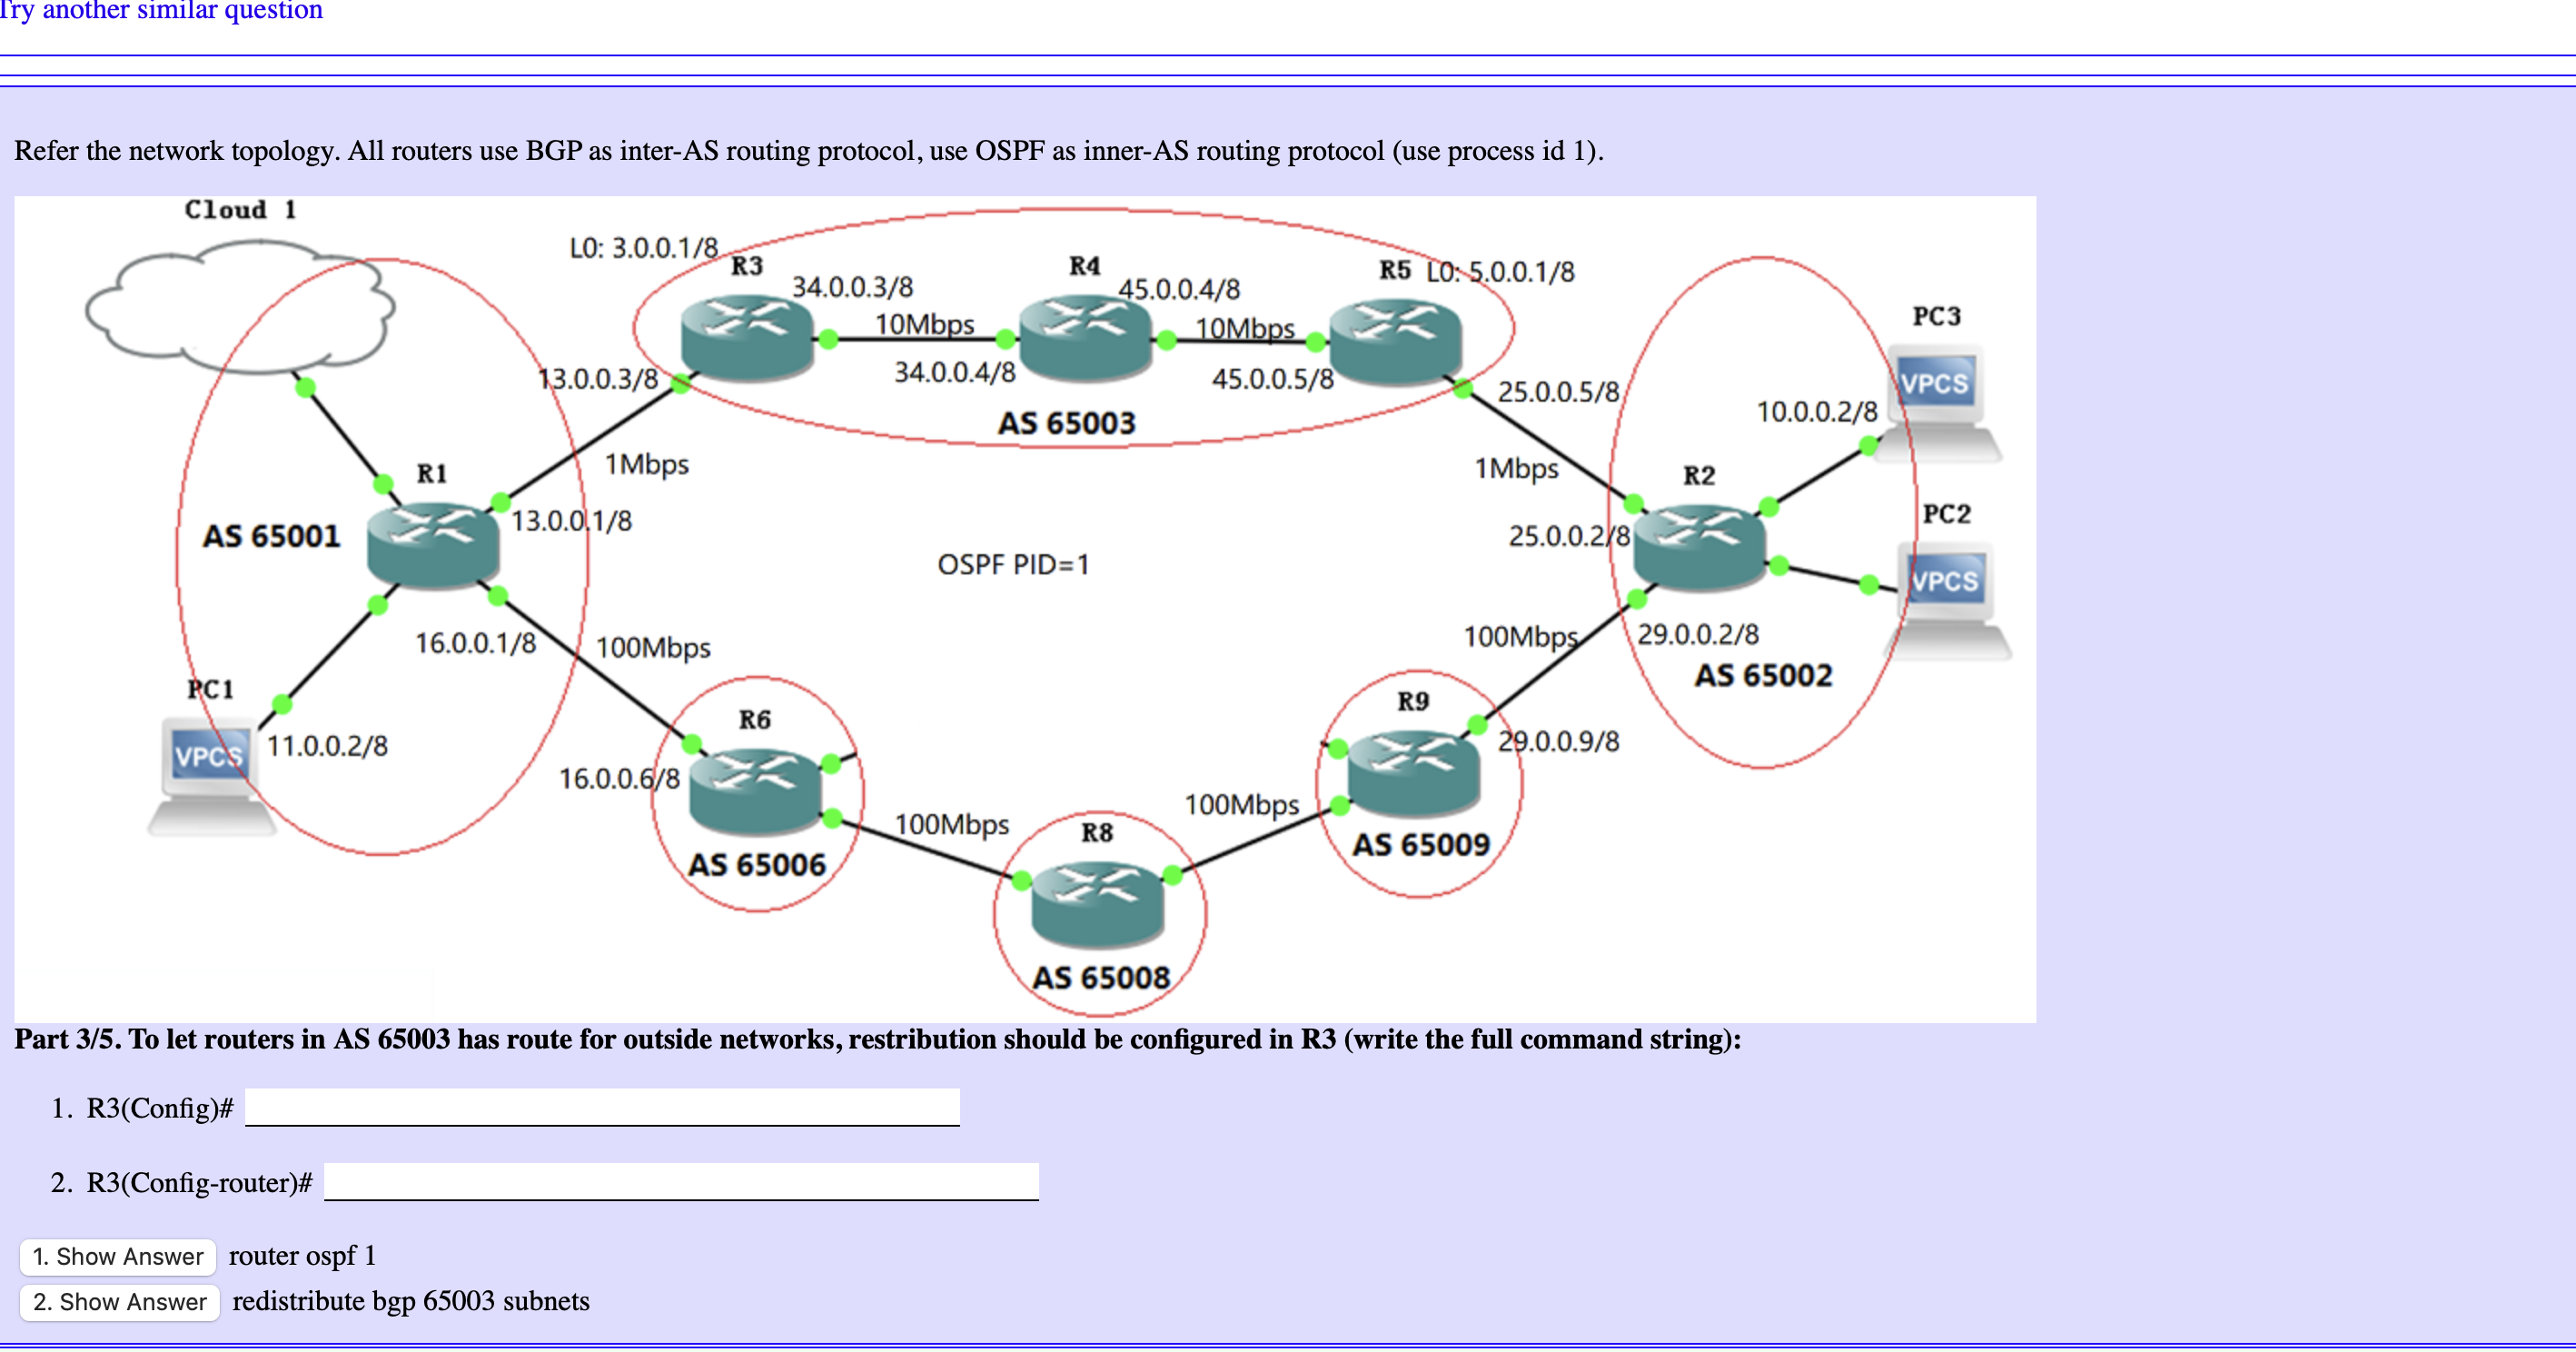 Try another similar question
Refer the network topology. All routers use BGP as inter-AS routing protocol, use OSPF as inner-AS routing protocol (use process id 1).
Cloud 1
L0: 3.0.0.1/8
R3
34.0.0.3/8
10Mbps
34.0.0.4/8
R4
45.0.0.4/8
10Mbps
45.0.0.5/8
R5 L0: 5.0.0.1/8
AS 65003
13.0.0.3/8
1Mbps
13.0.0.1/8
25.0.0.5/8
1Mbps
25.0.0.2/8
R1
AS 65001
R2
10.0.0.2/8
PC3
VPCS
PC2
VPCS
OSPF PID=1
16.0.0.1/8
100Mbps
100Mbps
29.0.0.2/8
AS 65002
PC1
VPCS
11.0.0.2/8
R6
16.0.0.6/8
AS 65006
100Mbps
R8
AS 65008
100Mbps
R9
29.0.0.9/8
AS 65009
Part 3/5. To let routers in AS 65003 has route for outside networks, restribution should be configured in R3 (write the full command string):
1. R3(Config)#
2. R3(Config-router)#
1. Show Answer router ospf 1
2. Show Answer redistribute bgp 65003 subnets